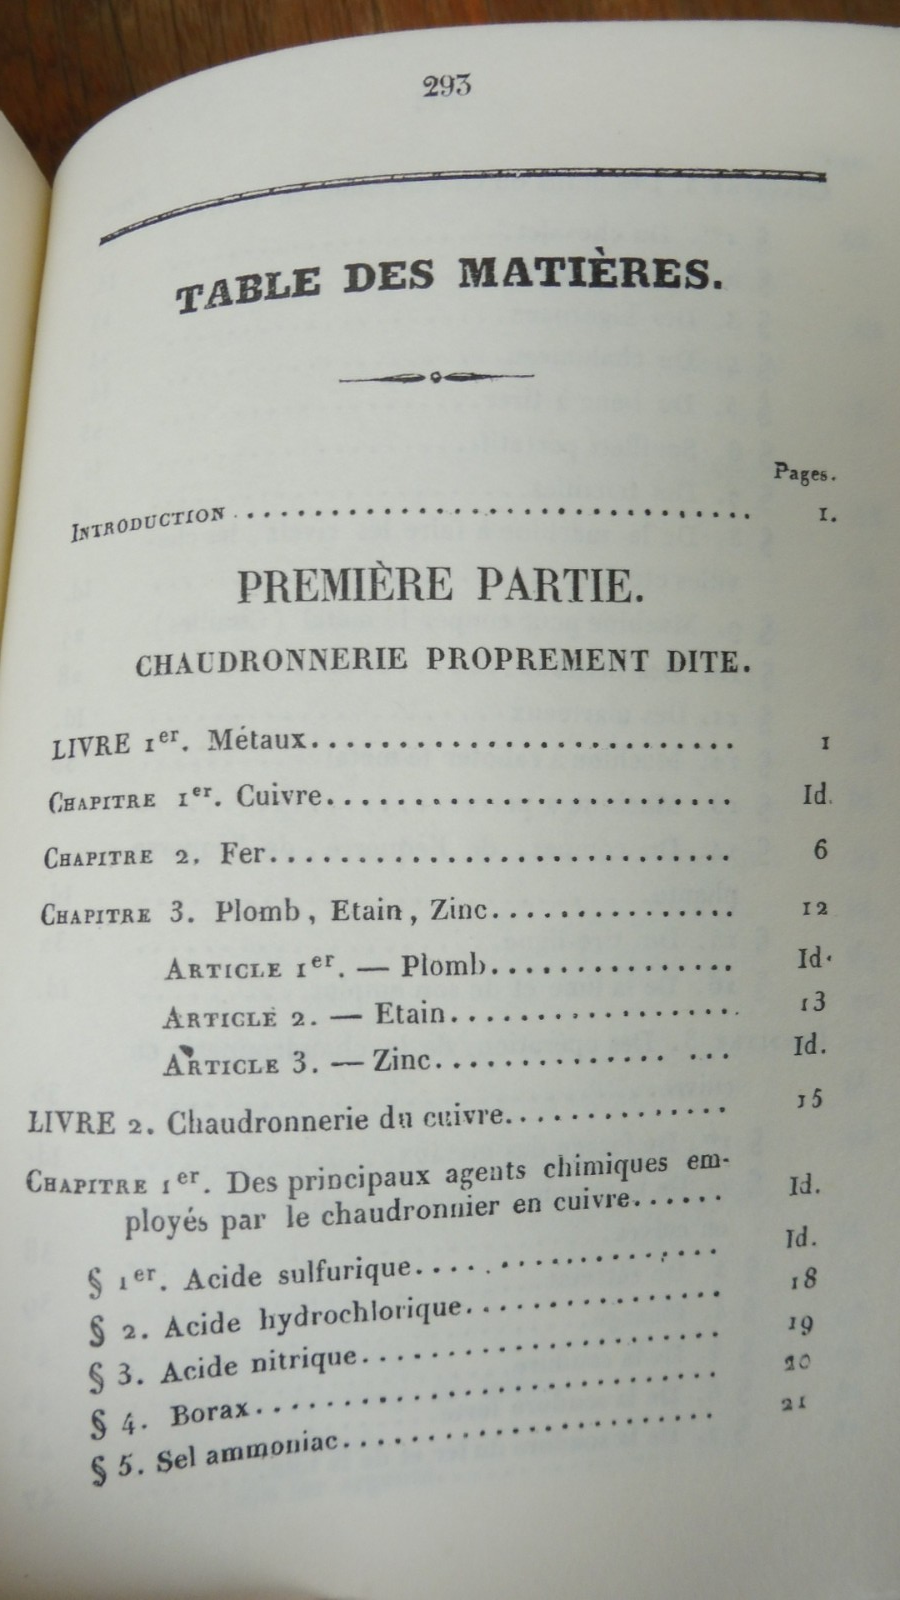 293
TABLE DES MATIÈRES.
Pages.
INTRODUCTION . . . . . . . . . . . . . . . . . . . . . . . . . . . . . . . . 1.
PREMIÈRE PARTIE.
CHAUDRONNERIE PROPREMENT DITE.
LIVRE 1er. Métaux. . . . . . . . . . . . . . . . . . . . . . . . . . 1
CHAPITRE 1er. Cuivre. . . . . . . . . . . . . . . . . . . . . . . . . Id.
CHAPITRE 2. Fer. . . . . . . . . . . . . . . . . . . . . . . . . . . . 6
CHAPITRE 3. Plomb, Etain, Zinc. . . . . . . . . . . . . . . 12
ARTICLE 1er. — Plomb. . . . . . . . . . . . . . . Id.
ARTICLE 2. — Etain. . . . . . . . . . . . . . . . . . 13
ARTICLE 3. — Zinc. . . . . . . . . . . . . . . . . Id.
LIVRE 2. Chaudronnerie du cuivre. . . . . . . . . . . . . 15
CHAPITRE 1er. Des principaux agents chimiques em-
ployés par le chaudronnier en cuivre. . . . . . Id.
§ 1er. Acide sulfurique. . . . . . . . . . . . . . . . . . . Id.
§ 2. Acide hydrochlorique. . . . . . . . . . . . . . . . . 18
§ 3. Acide nitrique. . . . . . . . . . . . . . . . . . . . . . . 19
§ 4. Borax. . . . . . . . . . . . . . . . . . . . . . . . . . . . . 20
§ 5. Sel ammoniac. . . . . . . . . . . . . . . . . . . . . . . 21